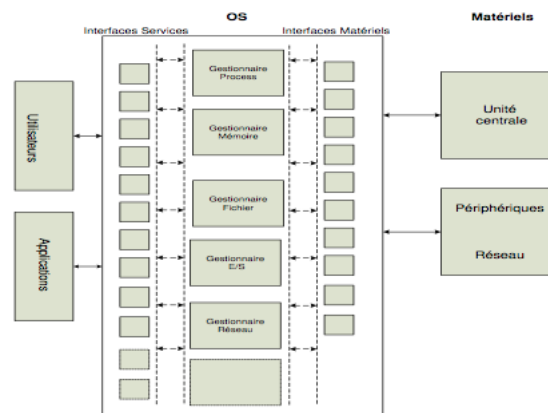 OS
Matériels
Interfaces Services
Interfaces Matériels
Utilisateurs
Applications
Gestionnaire
Process
Gestionnaire
Mémoire
Gestionnaire
Fichier
Gestionnaire
E/S
Gestionnaire
Réseau
Unité
centrale
Périphériques
Réseau